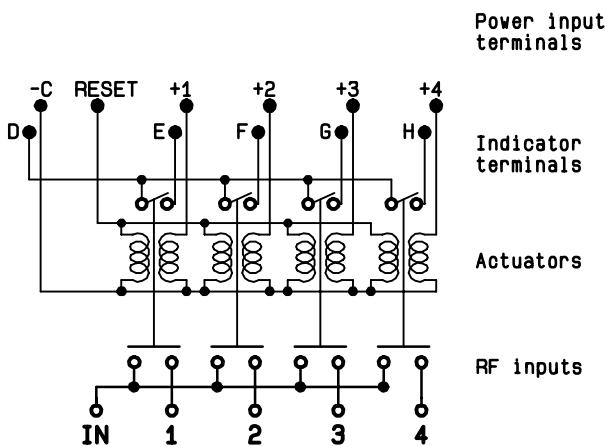 Power input
terminals
-C RESET +1 +2 +3 +4
D E F G H
Indicator
terminals
Actuators
RF inputs
IN 1 2 3 4